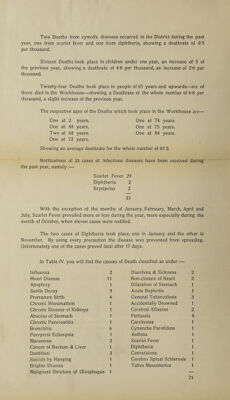 Two Deaths from zymotic diseases occurred in the District during the past
year, one from scarlet fever and one from diphtheria, showing a deathrate of 0·5
per thousand.
Sixteen Deaths took place in children under one year, an increase of 5 of
the previous year, showing a deathrate of 4·8 per thousand, an increase of 2·0 per
thousand.
Twenty-four Deaths took place in people of 65 years and upwards—six of
these died in the Workhouse—showing a Deathrate of the whole number of 6·8 per
thousand, a slight increase of the previous year.
The respective ages of the Deaths which took place in the Workhouse are—
One at 2 years.
One at 68 years.
Two at 68 years.
One at 72 years.
One at 74 years.
One at 75 years.
One at 84 years.
Showing an average deathrate for the whole number of
Notifications of 33 cases of infectious diseases have been received during
the past year, namely :—
Scarlet Fever 29
Diphtheria 2
Erysipelas 2
33
With the exception of the months of January, February, March, April and
July, Scarlet Fever prevailed more or less during the year, more especially during the
month of October, when eleven cases were notified.
The two cases of Diphtheria took place, one in January and the other in
November. By using every precaution the disease was prevented from spreading.
Unfortunately one of the cases proved fatal after 17 days.
In Table IV. you will find the causes of Death classified as under :—
Influenza 2
Heart Disease 11
Apoplexy 1
Senile Decay 9
Premature Birth 4
Chronic Rheumatism 1
Chronic Disease of Kidneys 1
Abscess of Stomach 1
Chronic Pancreatitis 1
Bronchitis 6
Puerperal Eclampsia 1
Marasmus 2
Cancer of Rectum & Liver 1
Dentition 3
Suicide by Hanging 1
Brights Disease 1
Malignant Stricture of Œsophagus 1
Diarrhœa & Sickness 2
Non-closure of Heart 2
Dilatation of Stomach 1
Acute Nephritis 1
General Tuberculosis 3
Accidentally Drowned 1
Cerebral Effusion 2
Pertussis 4
Carcinoma 1
Cynanche Parotidea 1
Asthma 1
Scarlet Fever 1
Diphtheria 1
Convulsions 1
Cerebro Spinal Sclerosis 1
Tabes Mesenterica 1
71